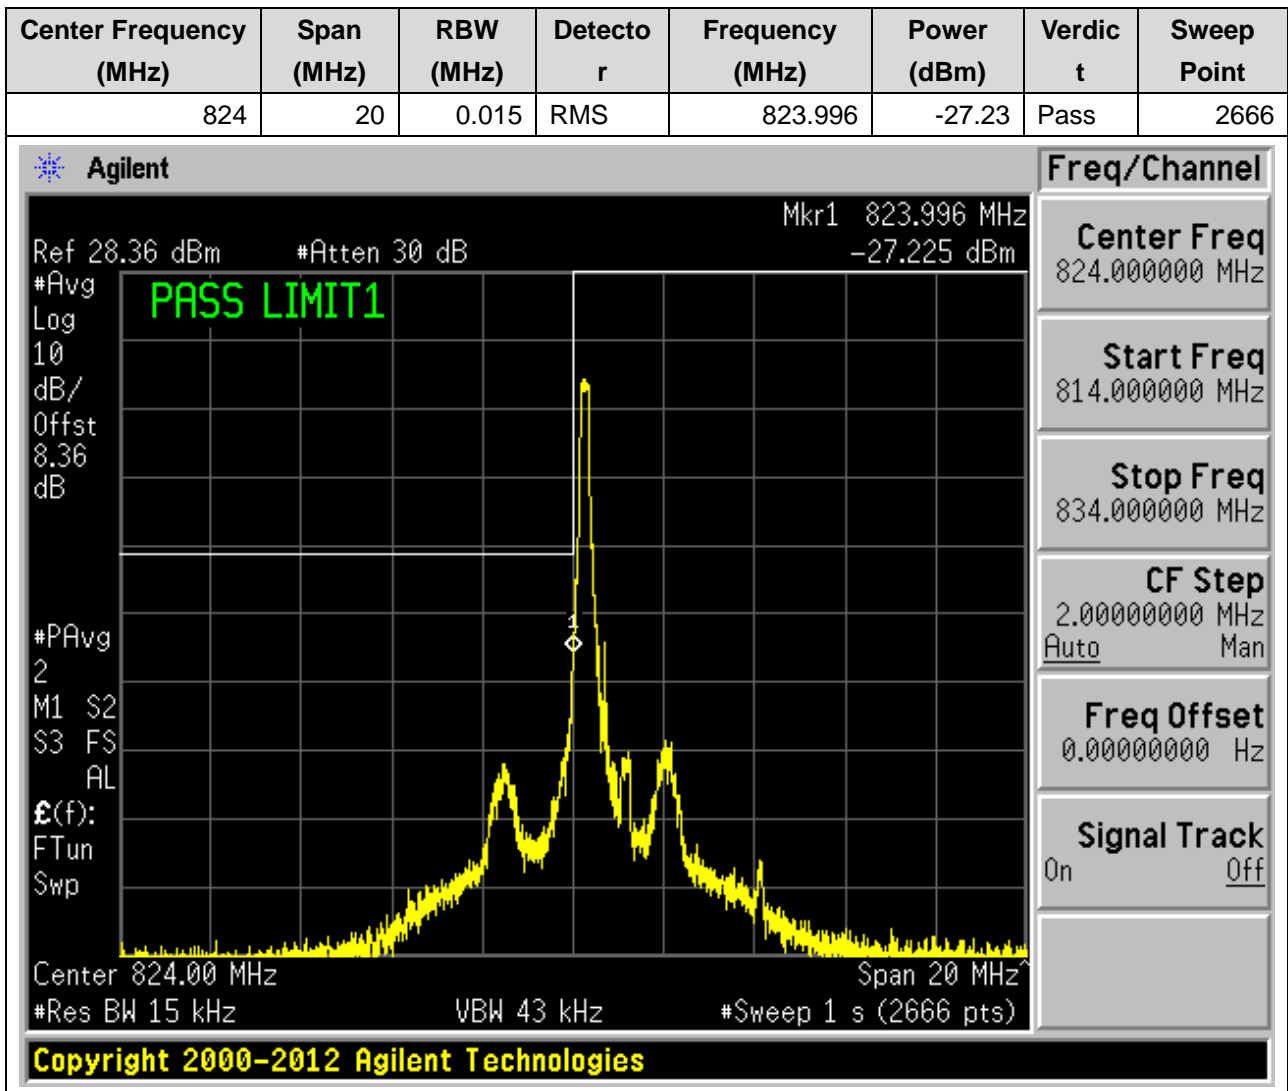 Center Frequency (MHz) Span (MHz) RBW (MHz) Detecto r Frequency (MHz) Power (dBm) Verdic t Sweep Point
824 20 0.015 RMS 823.996 -27.23 Pass 2666
Agilent
Freq/Channel
Mkr1 823.996 MHz
Ref 28.36 dBm #Atten 30 dB -27.225 dBm
#Avg
Log
10
dB/
Offst
8.36
dB
PASS LIMIT1
1
#PAvg
2
M1 S2
S3 FS
AL
£(f):
FTun
Swp
Center 824.00 MHz Span 20 MHz^
#Res BW 15 kHz VBW 43 kHz #Sweep 1 s (2666 pts)
Center Freq
824.000000 MHz
Start Freq
814.000000 MHz
Stop Freq
834.000000 MHz
CF Step
2.00000000 MHz
Auto Man
Freq Offset
0.00000000 Hz
Signal Track
On Off
Copyright 2000-2012 Agilent Technologies